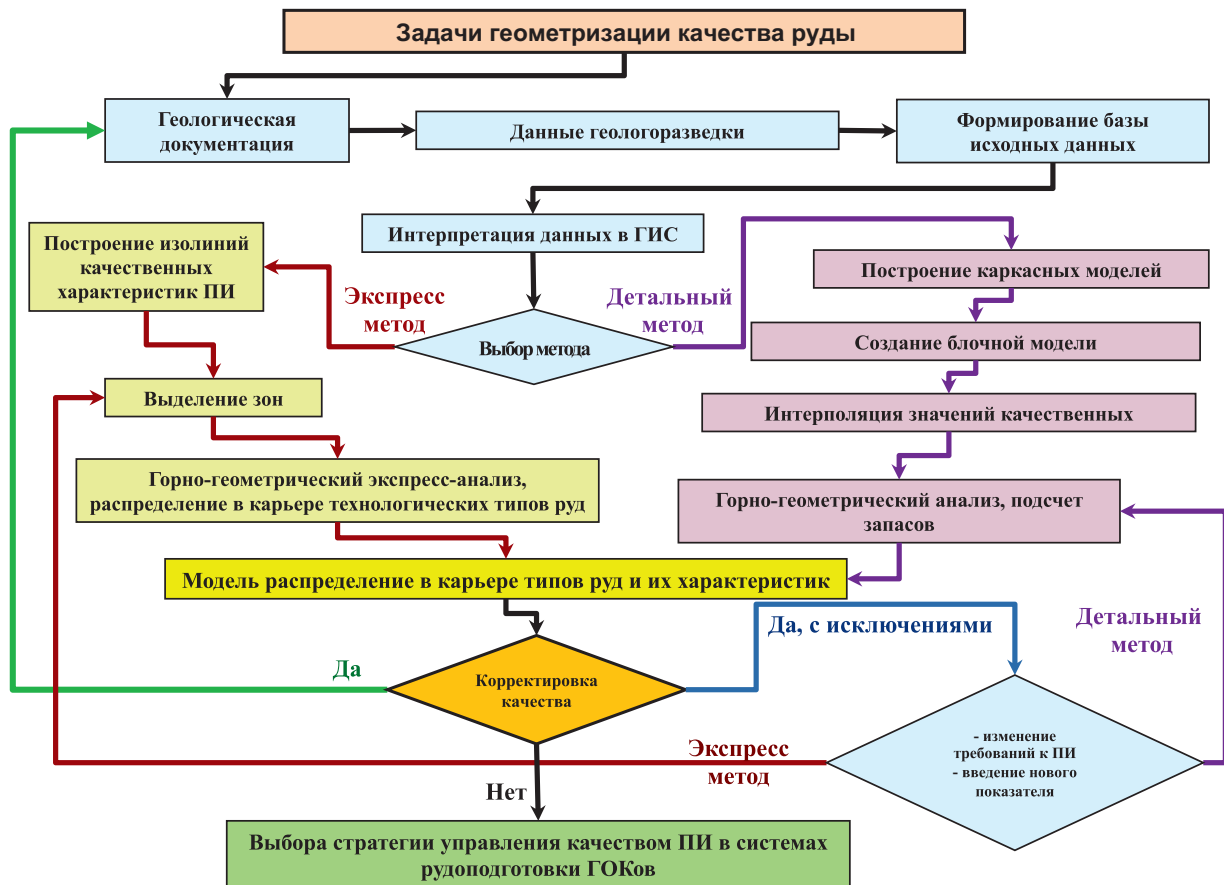 Задачи геометризации качества руды
Геологическая
документация
Данные геологоразведки
Формирование базы
исходных данных
Интерпретация данных в ГИС
Построение изолиний
качественных
характеристик ПИ
Экспресс
метод
Детальный
метод
Выбор метода
Построение каркасных моделей
Создание блочной модели
Выделение зон
Интерполяция значений качественных
Горно-геометрический экспресс-анализ,
распределение в карьере технологических типов руд
Горно-геометрический анализ, подсчет
запасов
Модель распределение в карьере типов руд и их характеристик
Да, с исключениями
Детальный
метод
Да
Корректировка
качества
- изменение
требований к ПИ
- введение нового
показателя
Экспресс
метод
Нет
Выбора стратегии управления качеством ПИ в системах
рудоподготовки ГОКов